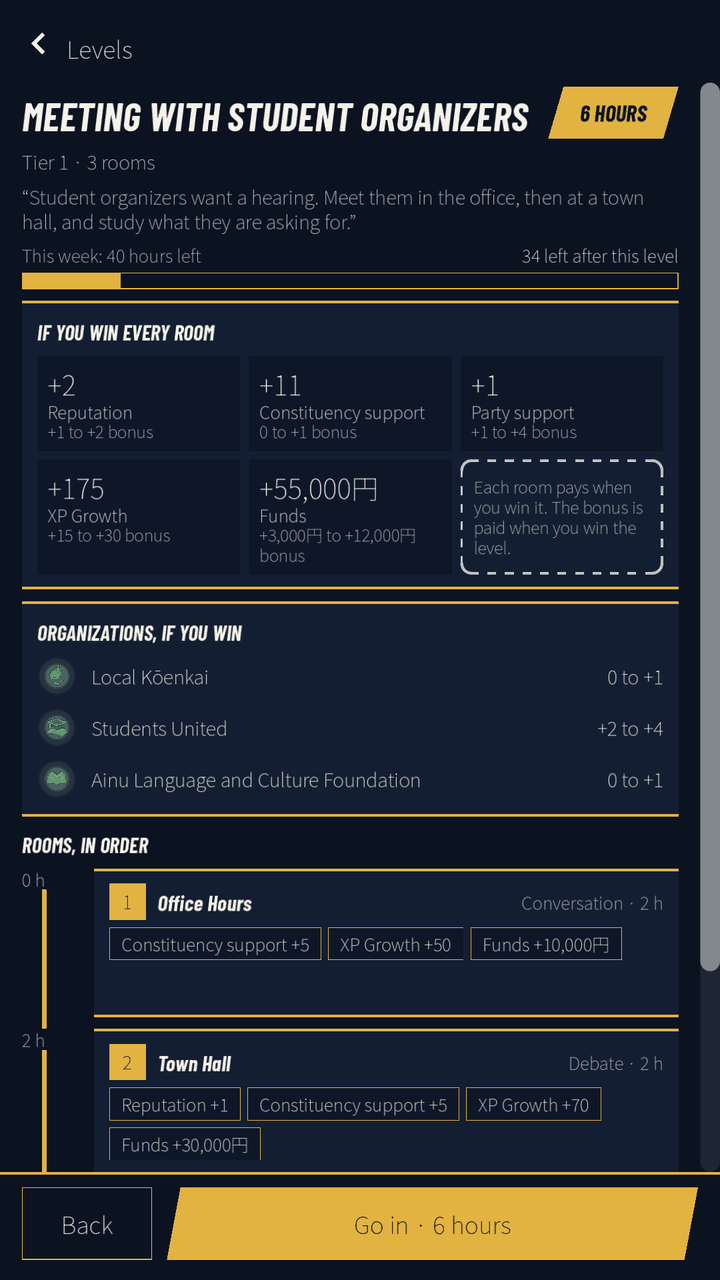 Levels
MEETING WITH STUDENT ORGANIZERS
6 HOURS
Tier 1 · 3 rooms
“Student organizers want a hearing. Meet them in the office, then at a town
hall, and study what they are asking for.”
This week: 40 hours left
34 left after this level
IF YOU WIN EVERY ROOM
+2
Reputation
+1 to +2 bonus
+11
Constituency support
0 to +1 bonus
+1
Party support
+1 to +4 bonus
+175
XP Growth
+15 to +30 bonus
+55,000円
Funds
+3,000円 to +12,000円
bonus
Each room pays when
you win it. The bonus is
paid when you win the
level.
ORGANIZATIONS, IF YOU WIN
Local Kōenkai
0 to +1
Students United
+2 to +4
Ainu Language and Culture Foundation
0 to +1
ROOMS, IN ORDER
0 h
1
Office Hours
Conversation · 2 h
Constituency support +5
XP Growth +50
Funds +10,000円
2 h
2
Town Hall
Debate · 2 h
Reputation +1
Constituency support +5
XP Growth +70
Funds +30,000円
Back
Go in · 6 hours